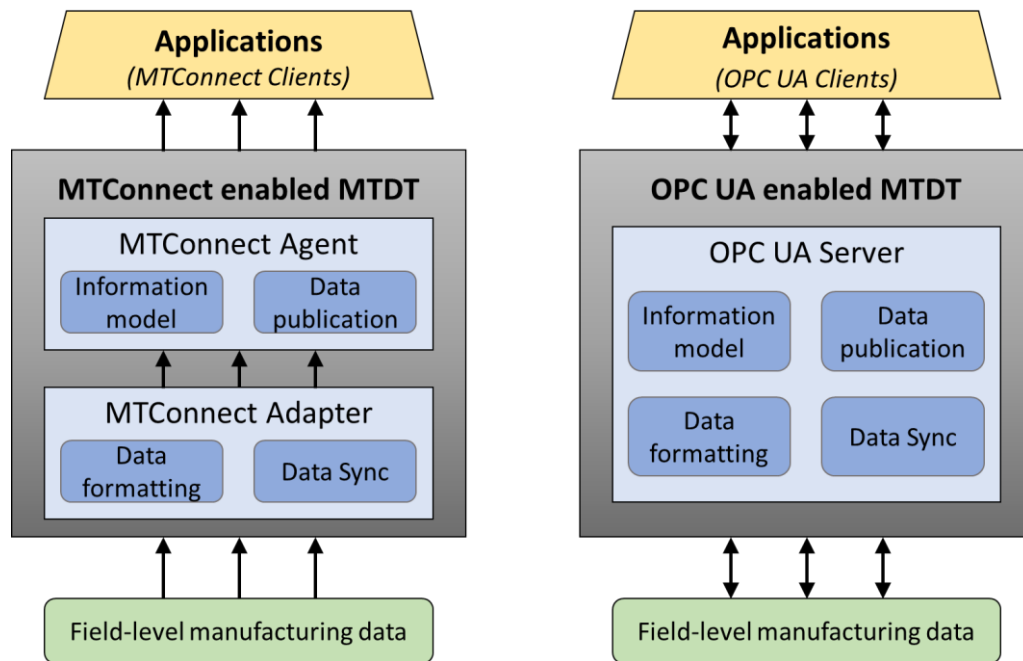 Applications
(MTConnect Clients)
MTConnect enabled MTDT
MTConnect Agent
Information
model
Data
publication
MTConnect Adapter
Data
formatting
Data Sync
Field-level manufacturing data
Applications
(OPC UA Clients)
OPC UA enabled MTDT
OPC UA Server
Information
model
Data
publication
Data
formatting
Data Sync
Field-level manufacturing data